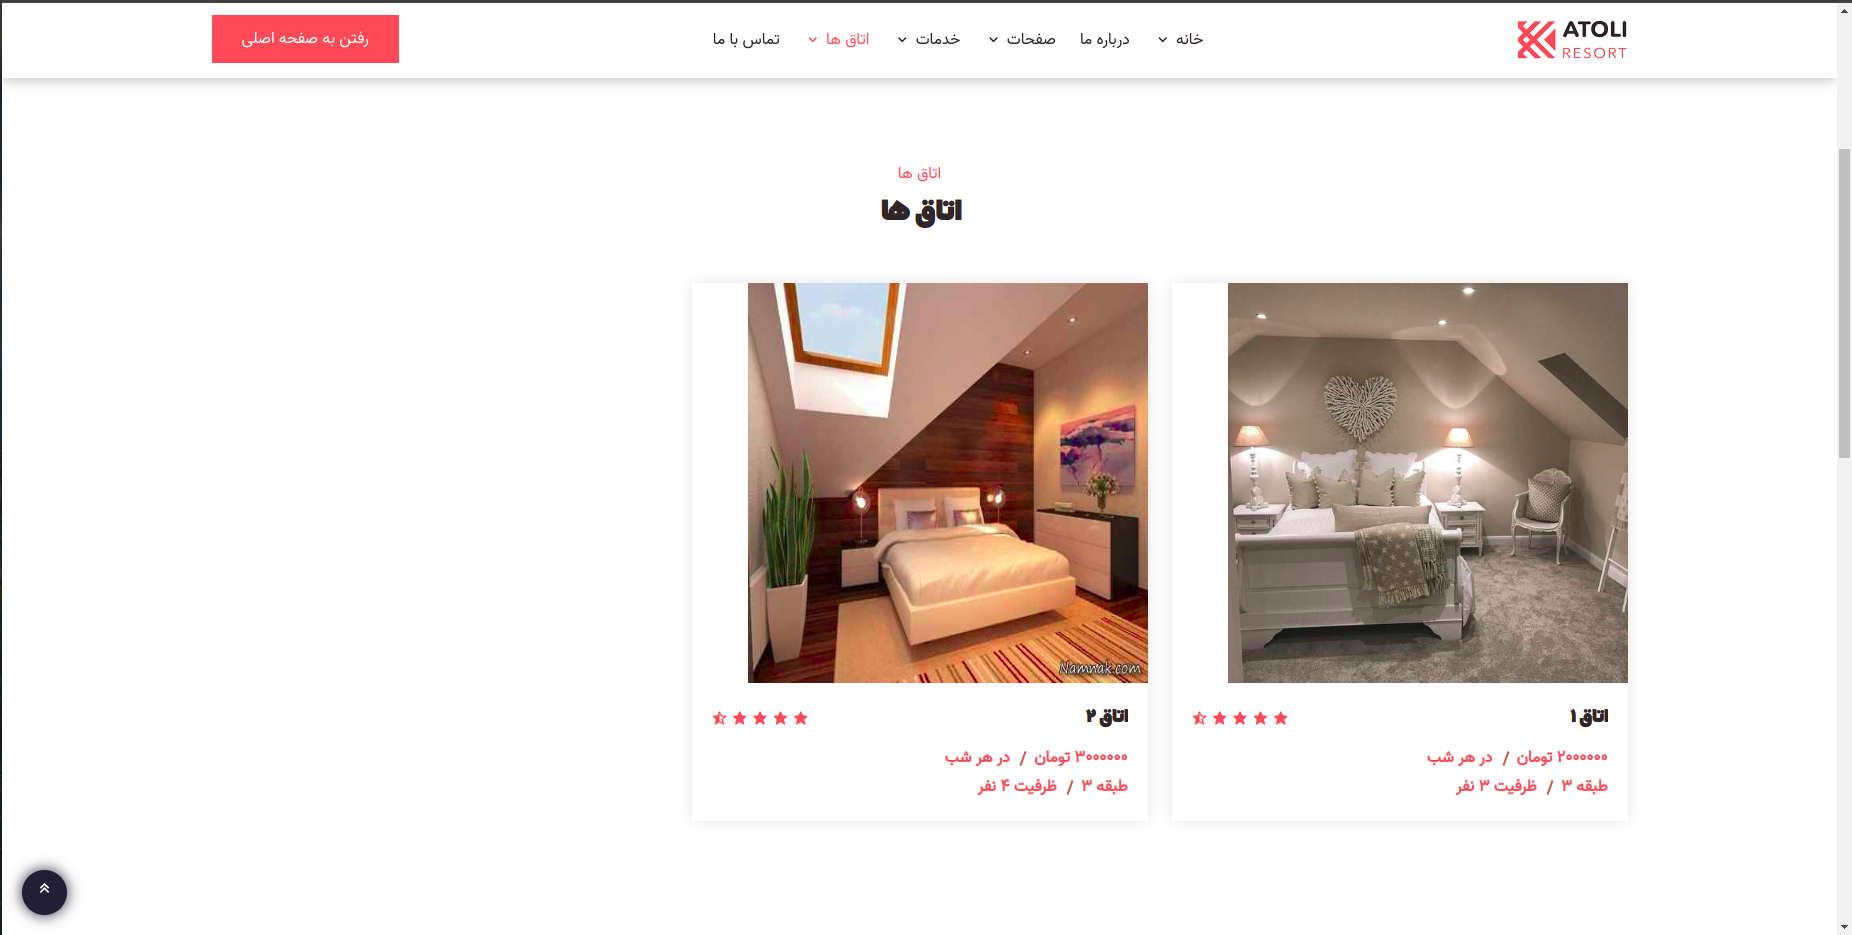 ATOLI
RESORT
خانه
درباره ما
صفحات
خدمات
اتاق ها
تماس با ما
رفتن به صفحه اصلی
اتاق ها
اتاق ها
Namnak.com
اتاق ۱
۲۰۰۰۰۰۰ تومان / در هر شب
طبقه ۳ / ظرفیت ۳ نفر
اتاق ۲
۳۰۰۰۰۰۰ تومان / در هر شب
طبقه ۳ / ظرفیت ۴ نفر